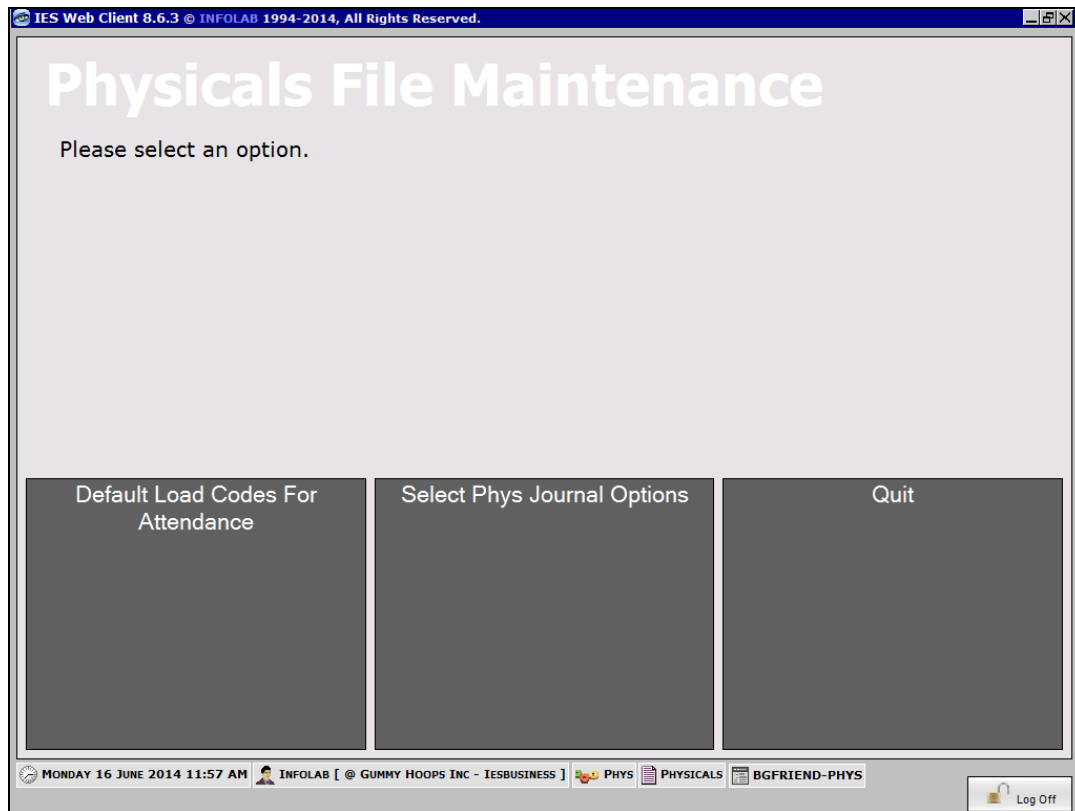 IES Web Client 8.6.3 © INFOLAB 1994-2014, All Rights Reserved.
Physicals File Maintenance
Please select an option.
Default Load Codes For
Attendance
Select Phys Journal Options
Quit
MONDAY 16 JUNE 2014 11:57 AM INFOLAB [ @ GUMMY HOOPS INC - IESBUSINESS ] PHYS PHYSICALS BGFRIEND-PHYS
Log Off